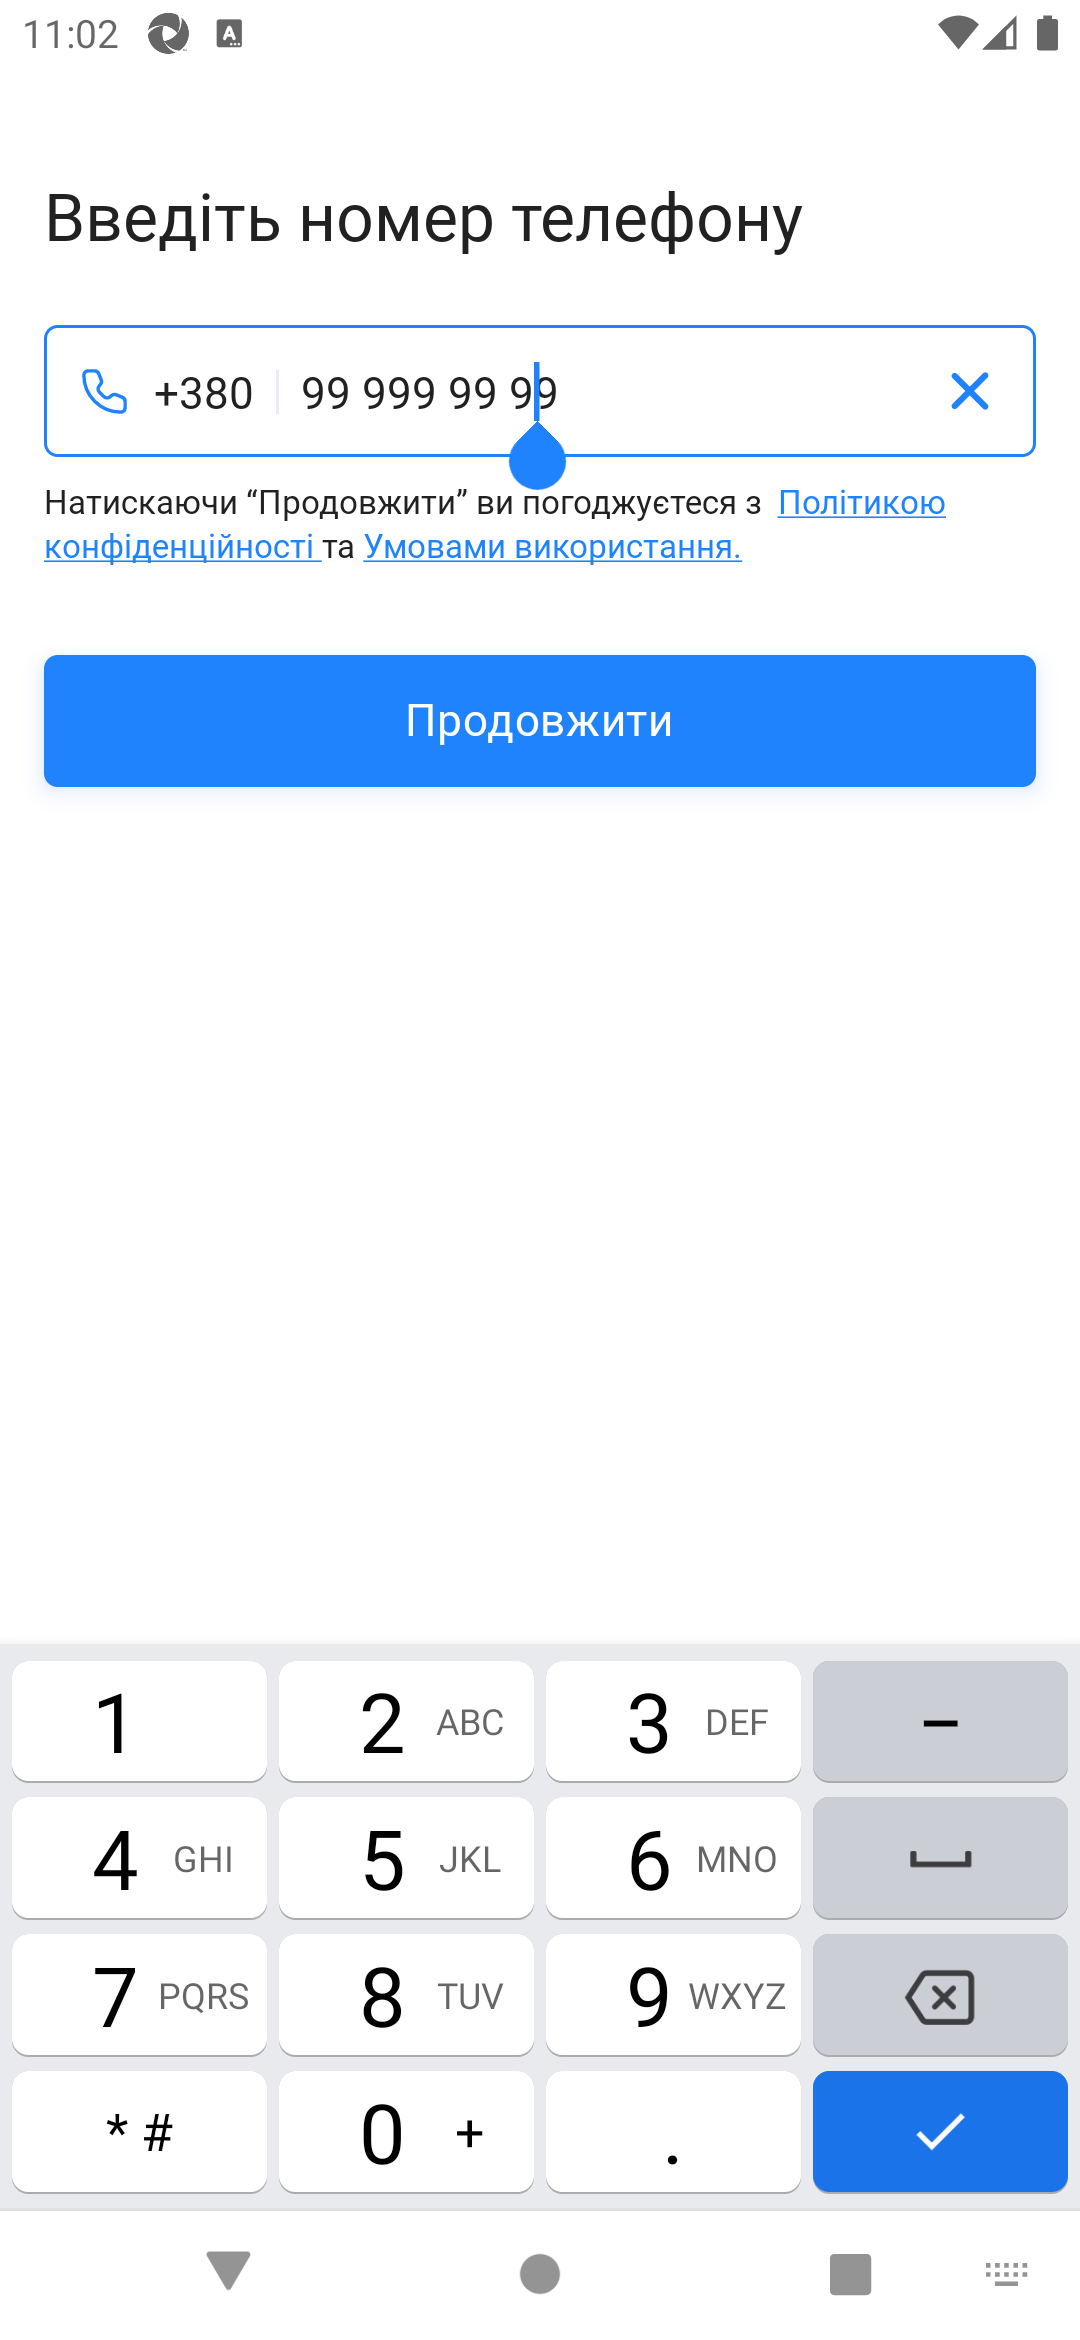 11:02
Введіть номер телефону
+380 99 999 99 99
Натискаючи “Продовжити” ви погоджуєтеся з Політикою
конфіденційності та Умовами використання.
Продовжити
1 2 ABC 3 DEF –
4 GHI 5 JKL 6 MNO
7 PQRS 8 TUV 9 WXYZ
* # 0 + .